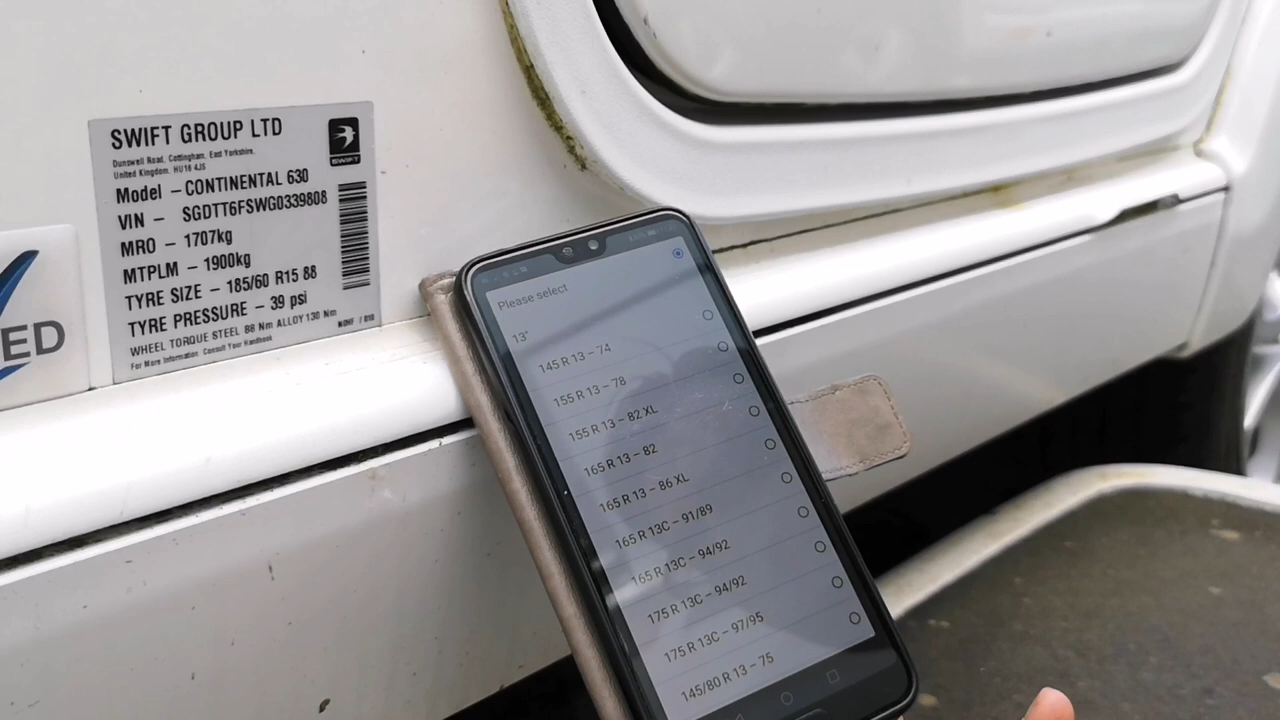 SWIFT GROUP LTD
Dunswell Road, Cottingham, East Yorkshire,
United Kingdom. HU16 4JS
SWIFT
Model – CONTINENTAL 630
VIN – SGDTT6FSWG0339808
MRO – 1707kg
MTPLM – 1900kg
TYRE SIZE – 185/60 R15 88
TYRE PRESSURE – 39 psi
WHEEL TORQUE STEEL 88 Nm ALLOY 130 Nm
For More Information Consult Your Handbook
ED
Please select
13"
145 R 13 – 74
155 R 13 – 78
155 R 13 – 82 XL
165 R 13 – 82
165 R 13 – 86 XL
165 R 13C – 91/89
165 R 13C – 94/92
175 R 13C – 94/92
175 R 13C – 97/95
145/80 R 13 – 75